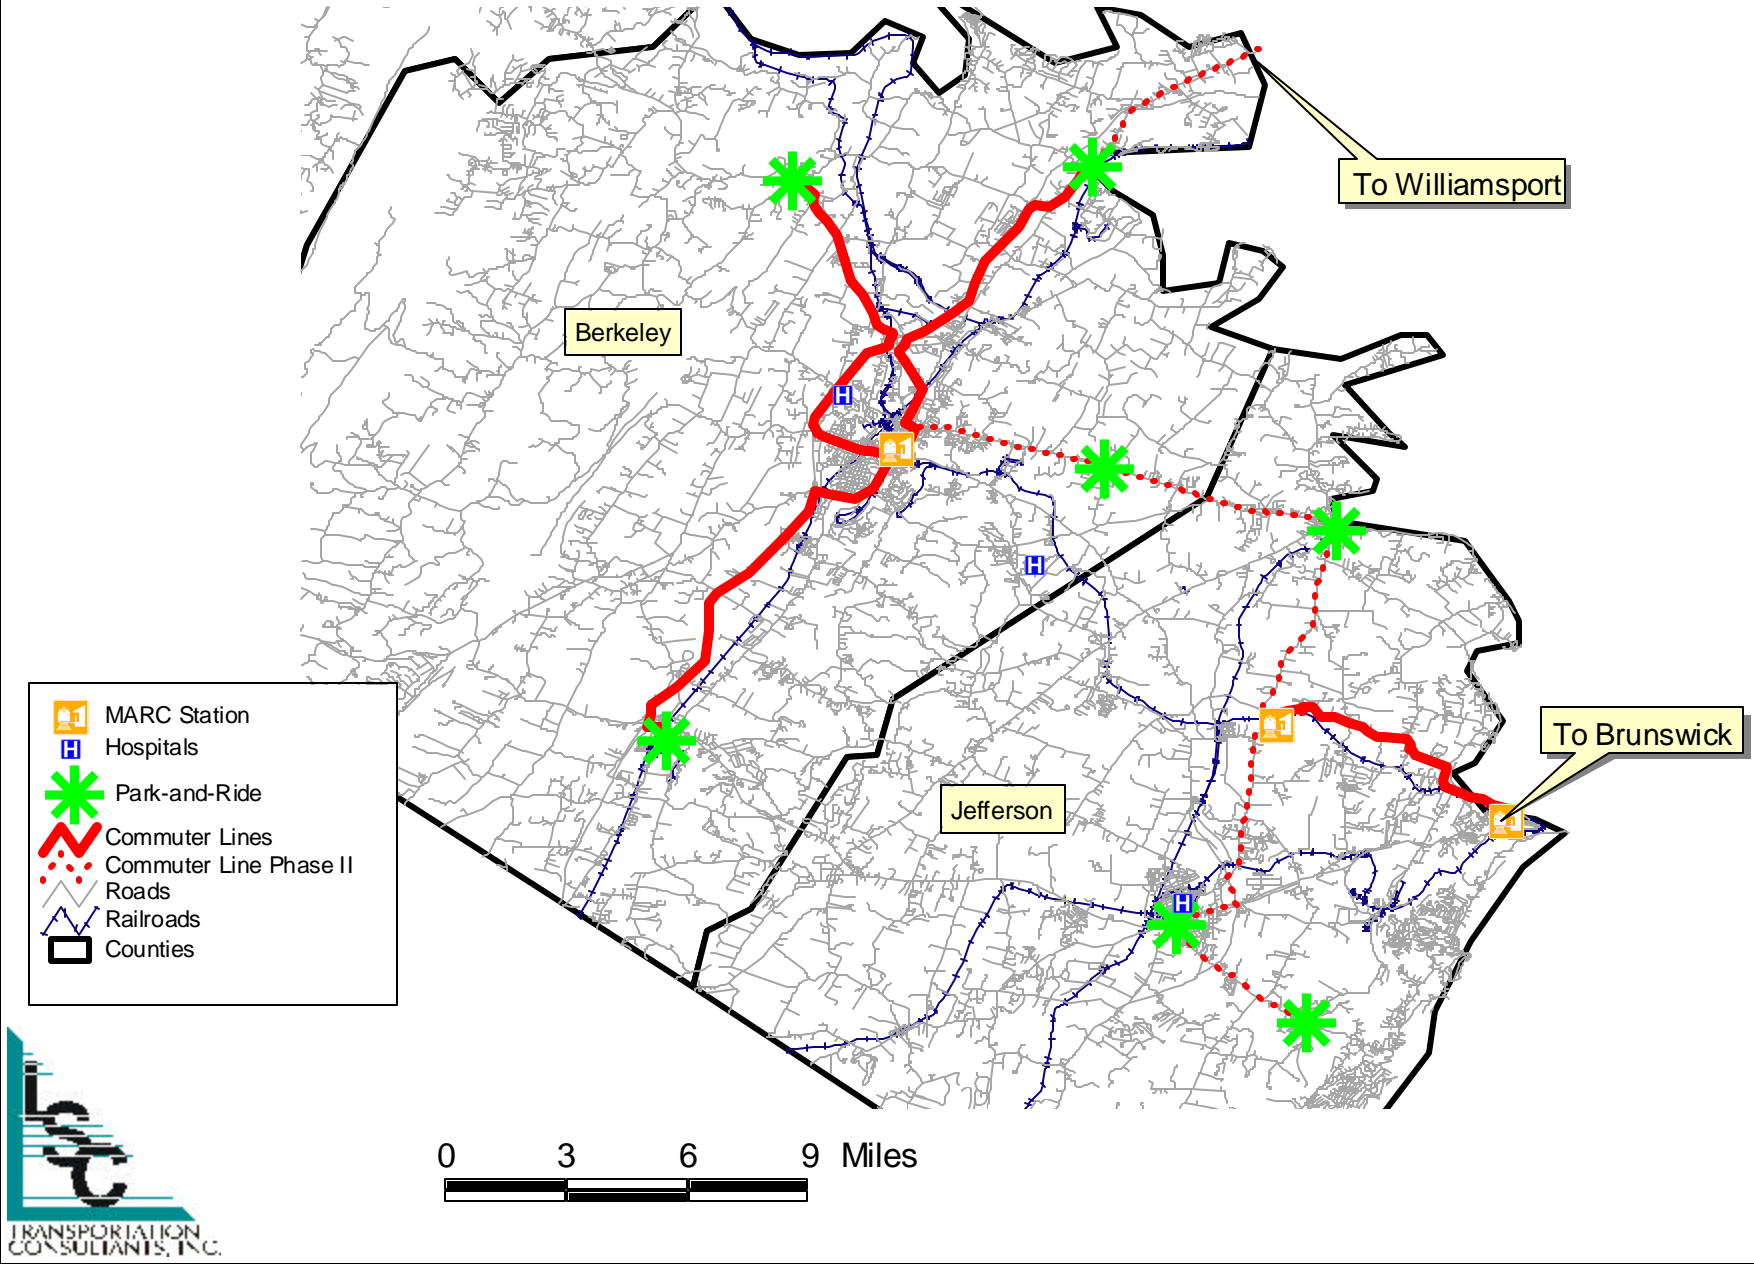 To Williamsport
Berkeley
MARC Station
Hospitals
Park-and-Ride
Commuter Lines
Commuter Line Phase II
Roads
Railroads
Counties
To Brunswick
Jefferson
H
H
H
H
LSC
TRANSPORTATION
CONSULTANTS, INC.
0 3 6 9 Miles